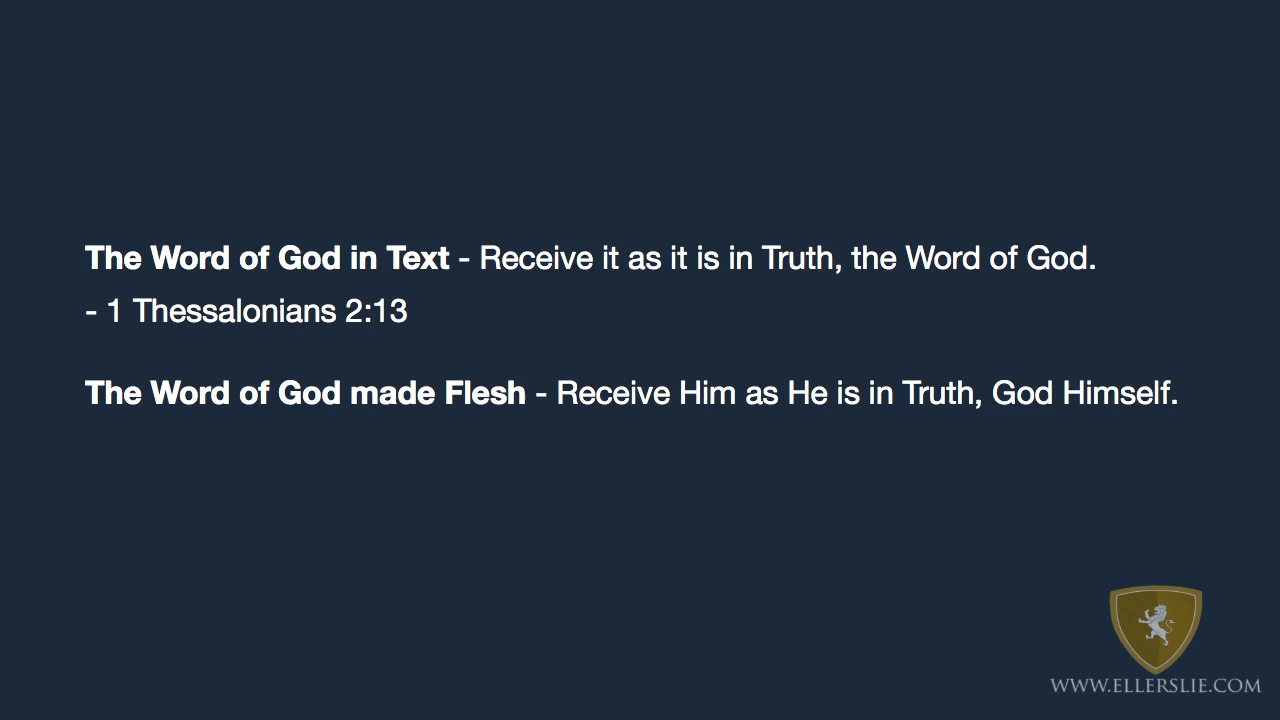 The Word of God in Text - Receive it as it is in Truth, the Word of God.
- 1 Thessalonians 2:13
The Word of God made Flesh - Receive Him as He is in Truth, God Himself.
WWW.ELLERSLIE.COM